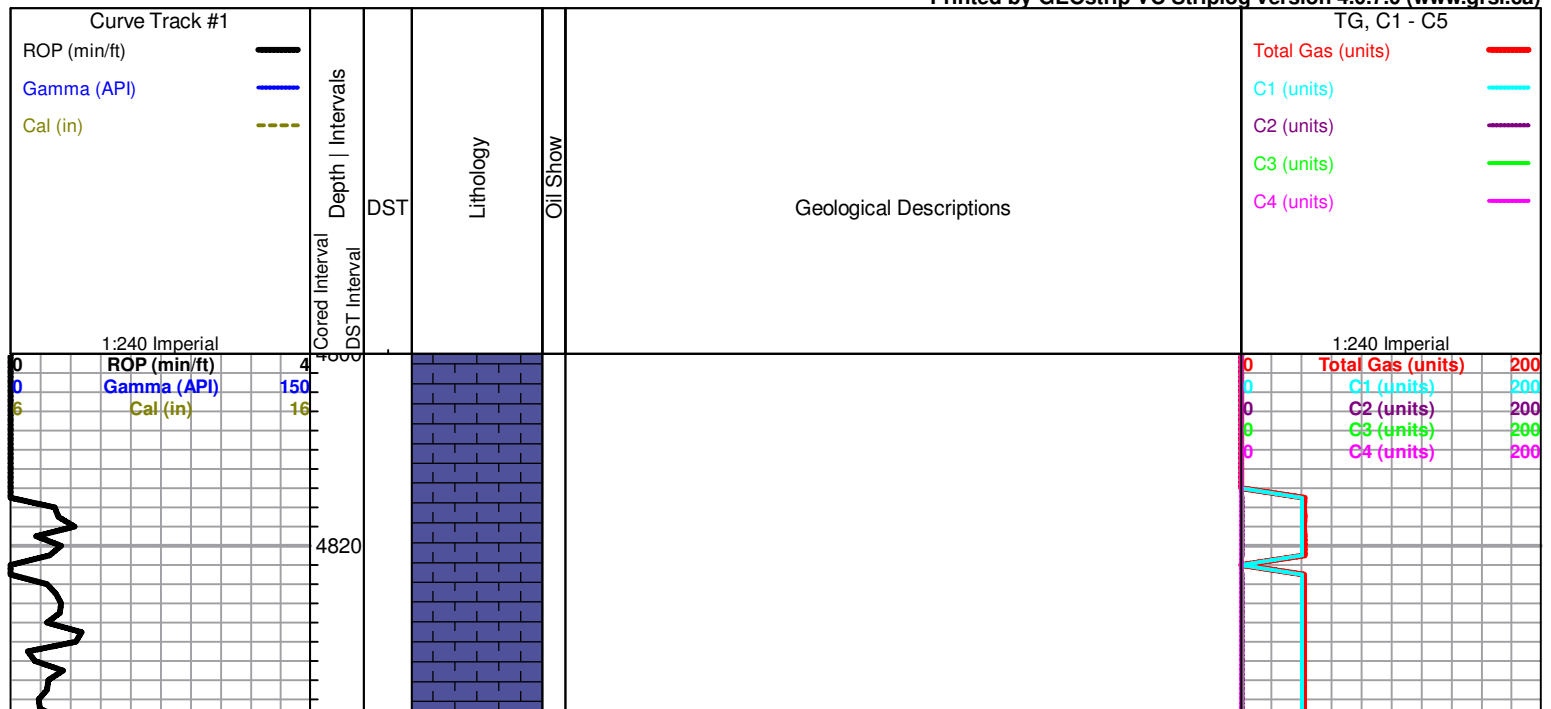 Curve Track #1
ROP (min/ft)
Gamma (API)
Cal (in)
1:240 Imperial
Cored Interval
Depth | Intervals
DST Interval
DST
Lithology
Oil Show
Geological Descriptions
TG, C1 - C5
Total Gas (units)
C1 (units)
C2 (units)
C3 (units)
C4 (units)
1:240 Imperial
0 ROP (min/ft) 4
0 Gamma (API) 150
6 Cal (in) 16
4800
4820
0 Total Gas (units) 200
0 C1 (units) 200
0 C2 (units) 200
0 C3 (units) 200
0 C4 (units) 200